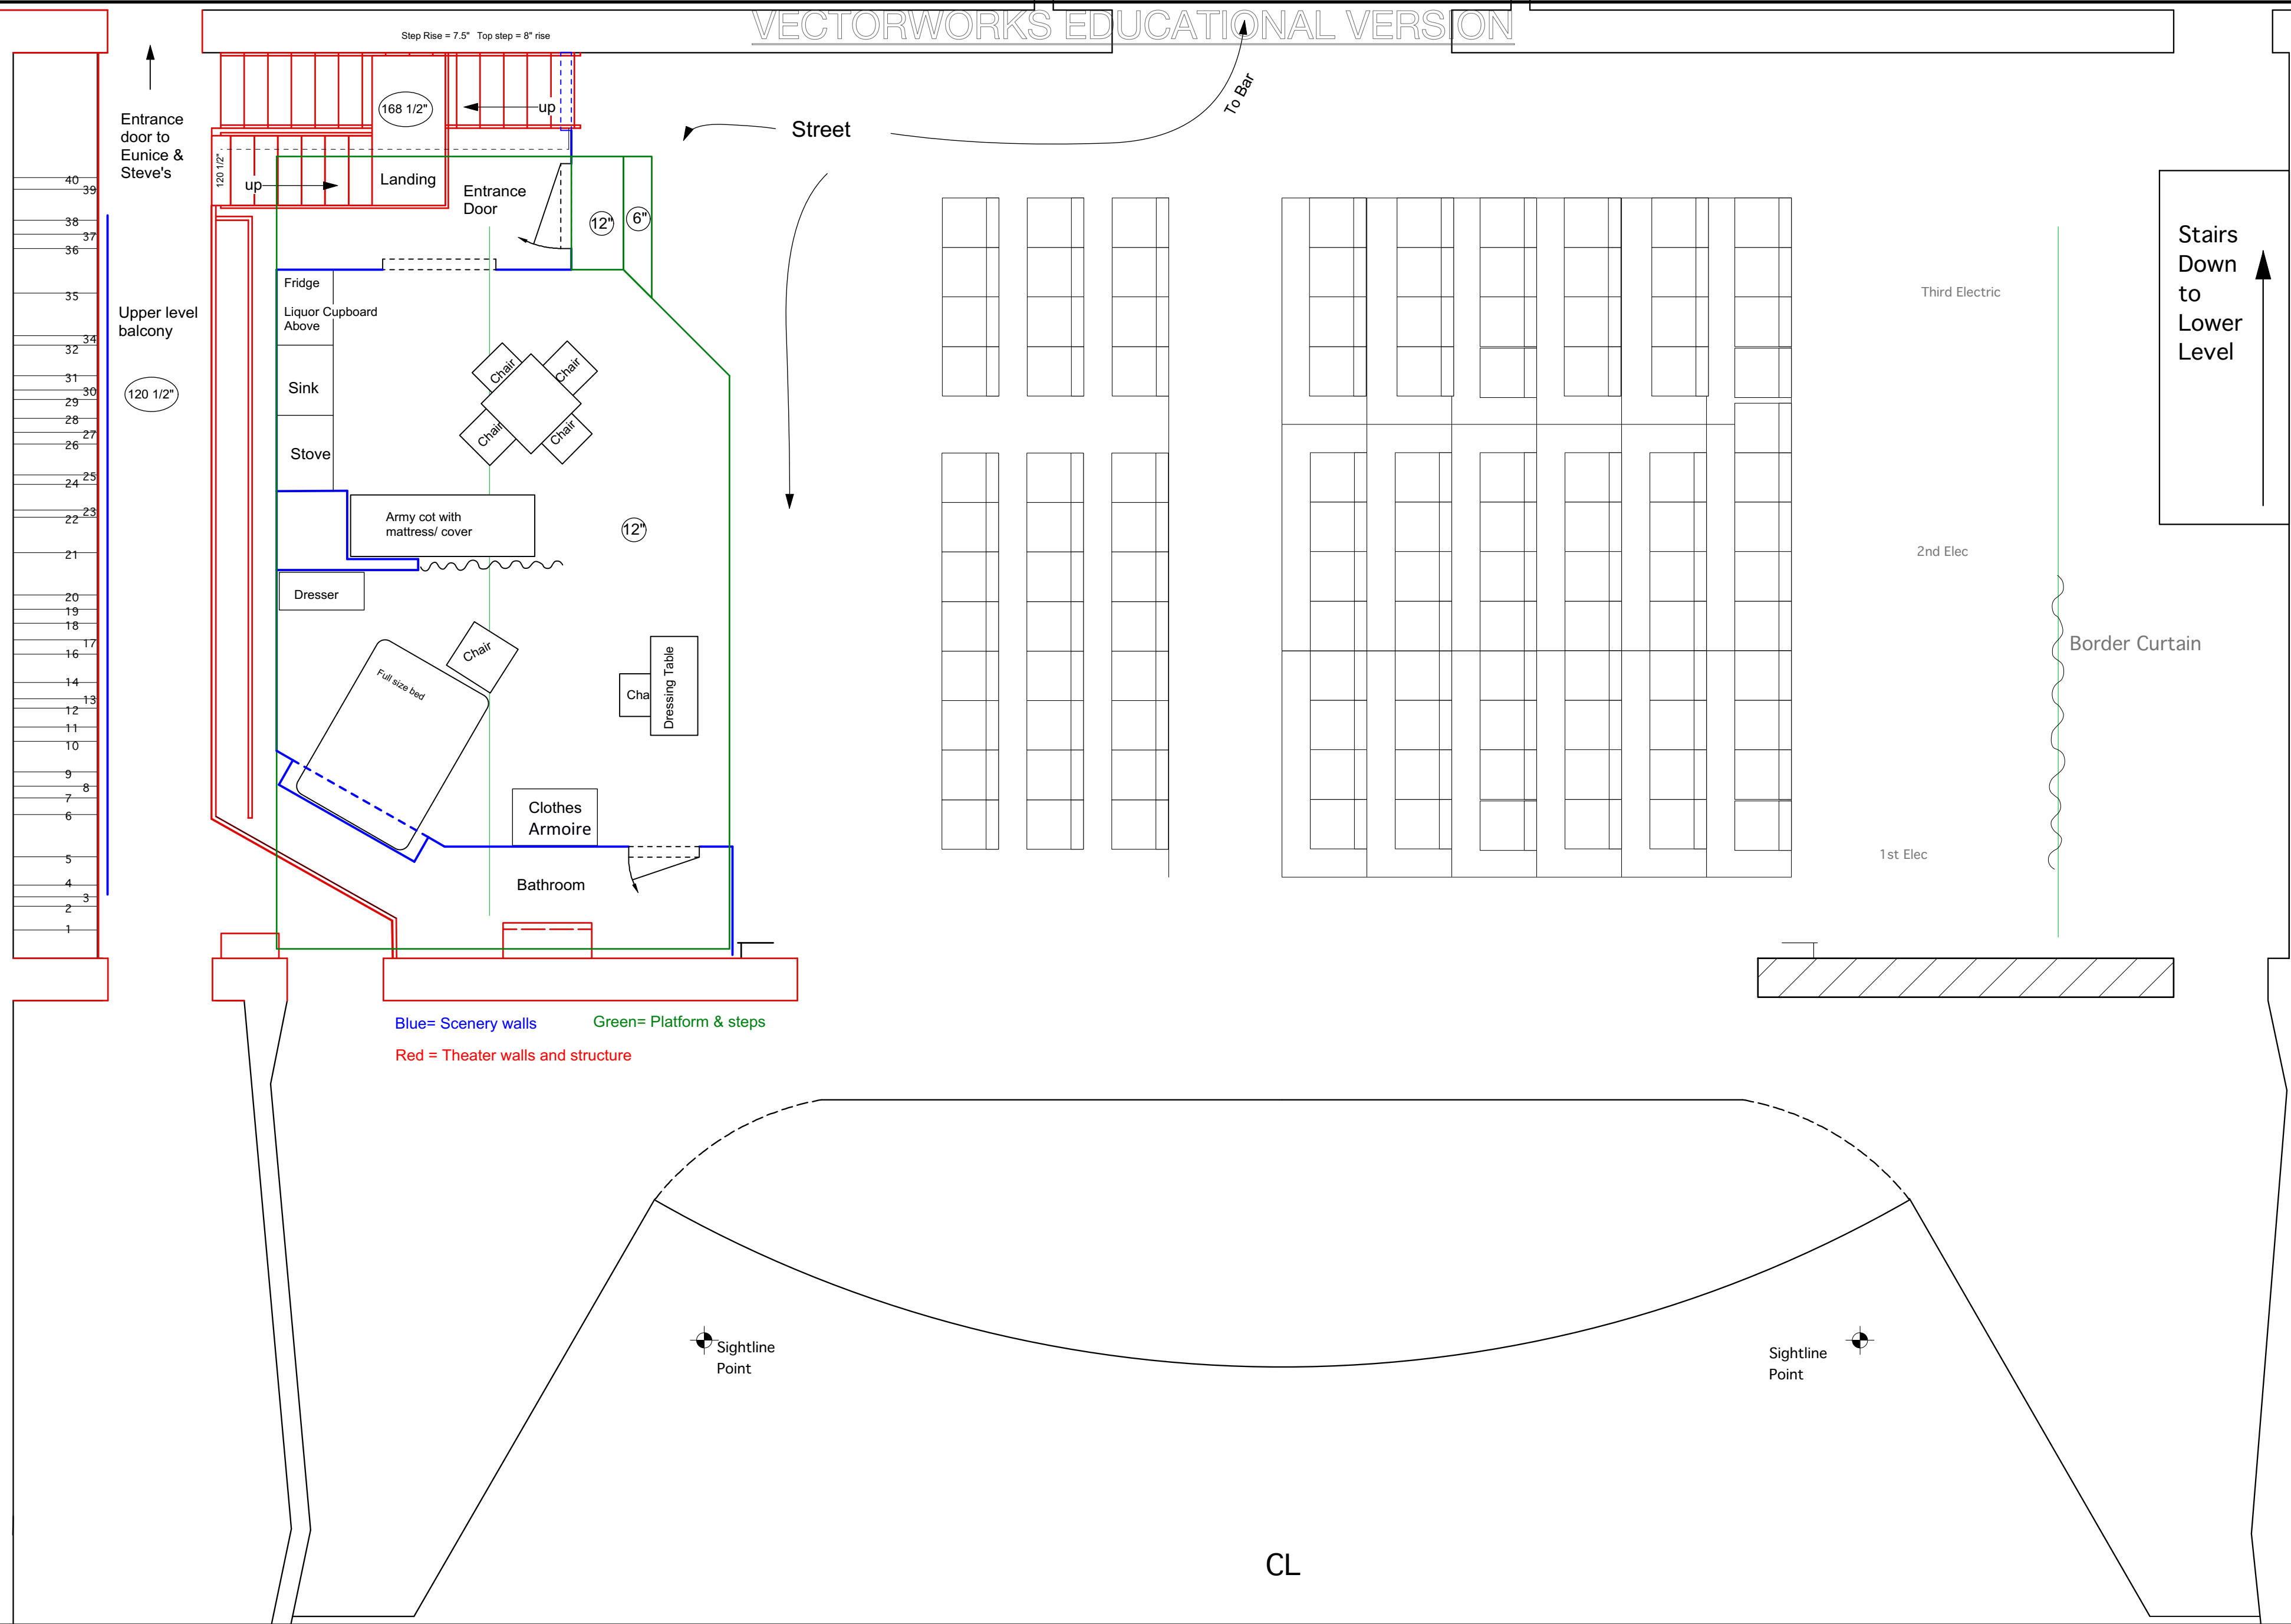 VECTORWORKS EDUCATIONAL VERSION
Step Rise = 7.5"   Top step = 8" rise
Entrance
door to
Eunice &
Steve's
168 1/2"
up
To Bar
Street
120 1/2"
up
Landing
Entrance
Door
12"
6"
Stairs
Down
to
Lower
Level
Third Electric
Fridge
Liquor Cupboard
Above
Upper level
balcony
120 1/2"
Sink
Stove
Chair
Chair
Chair
Chair
Army cot with
mattress/ cover
12"
2nd Elec
Dresser
Border Curtain
Chair
Full size bed
Cha
Dressing Table
Clothes
Armoire
1st Elec
Bathroom
40
39
38
37
36
35
34
32
31
30
29
28
27
26
25
24
23
22
21
20
19
18
17
16
14
13
12
11
10
9
8
7
6
5
4
3
2
1
Blue= Scenery walls
Green= Platform & steps
Red = Theater walls and structure
Sightline
Point
Sightline
Point
CL